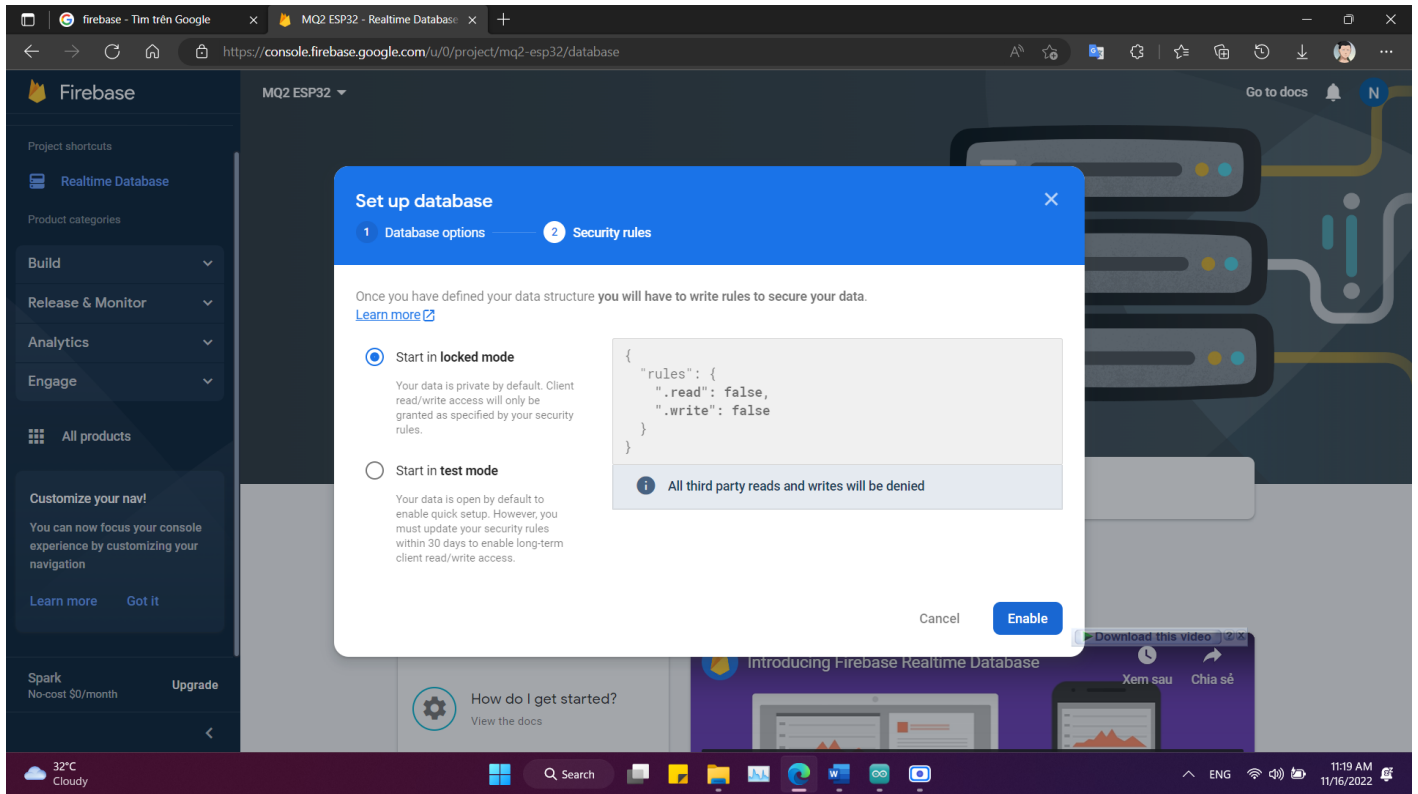 firebase - Tìm trên Google
MQ2 ESP32 - Realtime Database
https://console.firebase.google.com/u/0/project/mq2-esp32/database
Firebase
MQ2 ESP32
Go to docs
N
Project shortcuts
Realtime Database
Product categories
Build
Release & Monitor
Analytics
Engage
All products
Customize your nav!
You can now focus your console
experience by customizing your
navigation
Learn more Got it
Spark
No-cost $0/month
Upgrade
Set up database
1 Database options 2 Security rules
Once you have defined your data structure you will have to write rules to secure your data.
Learn more
Start in locked mode
Your data is private by default. Client
read/write access will only be
granted as specified by your security
rules.
Start in test mode
Your data is open by default to
enable quick setup. However, you
must update your security rules
within 30 days to enable long-term
client read/write access.
{
"rules": {
".read": false,
".write": false
}
}
All third party reads and writes will be denied
Cancel Enable
Download this video ? X
Introducing Firebase Realtime Database
Xem sau Chia sẻ
How do I get started?
View the docs
32°C
Cloudy
Search
ENG
11:19 AM
11/16/2022